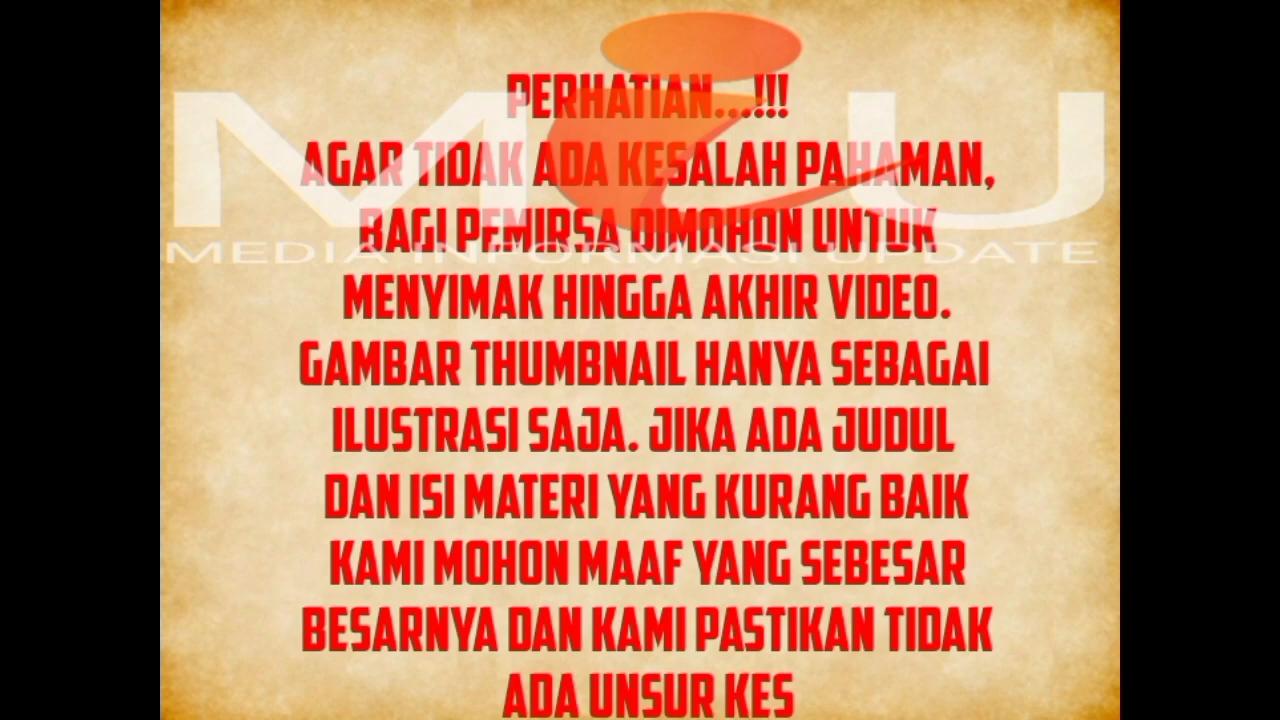 PERHATIAN...!!!
AGAR TIDAK ADA KESALAH PAHAMAN,
BAGI PEMIRSA DIMOHON UNTUK
MEDIA INFORMASI UPDATE
MENYIMAK HINGGA AKHIR VIDEO.
GAMBAR THUMBNAIL HANYA SEBAGAI
ILUSTRASI SAJA. JIKA ADA JUDUL
DAN ISI MATERI YANG KURANG BAIK
KAMI MOHON MAAF YANG SEBESAR
BESARNYA DAN KAMI PASTIKAN TIDAK
ADA UNSUR KES
MiU